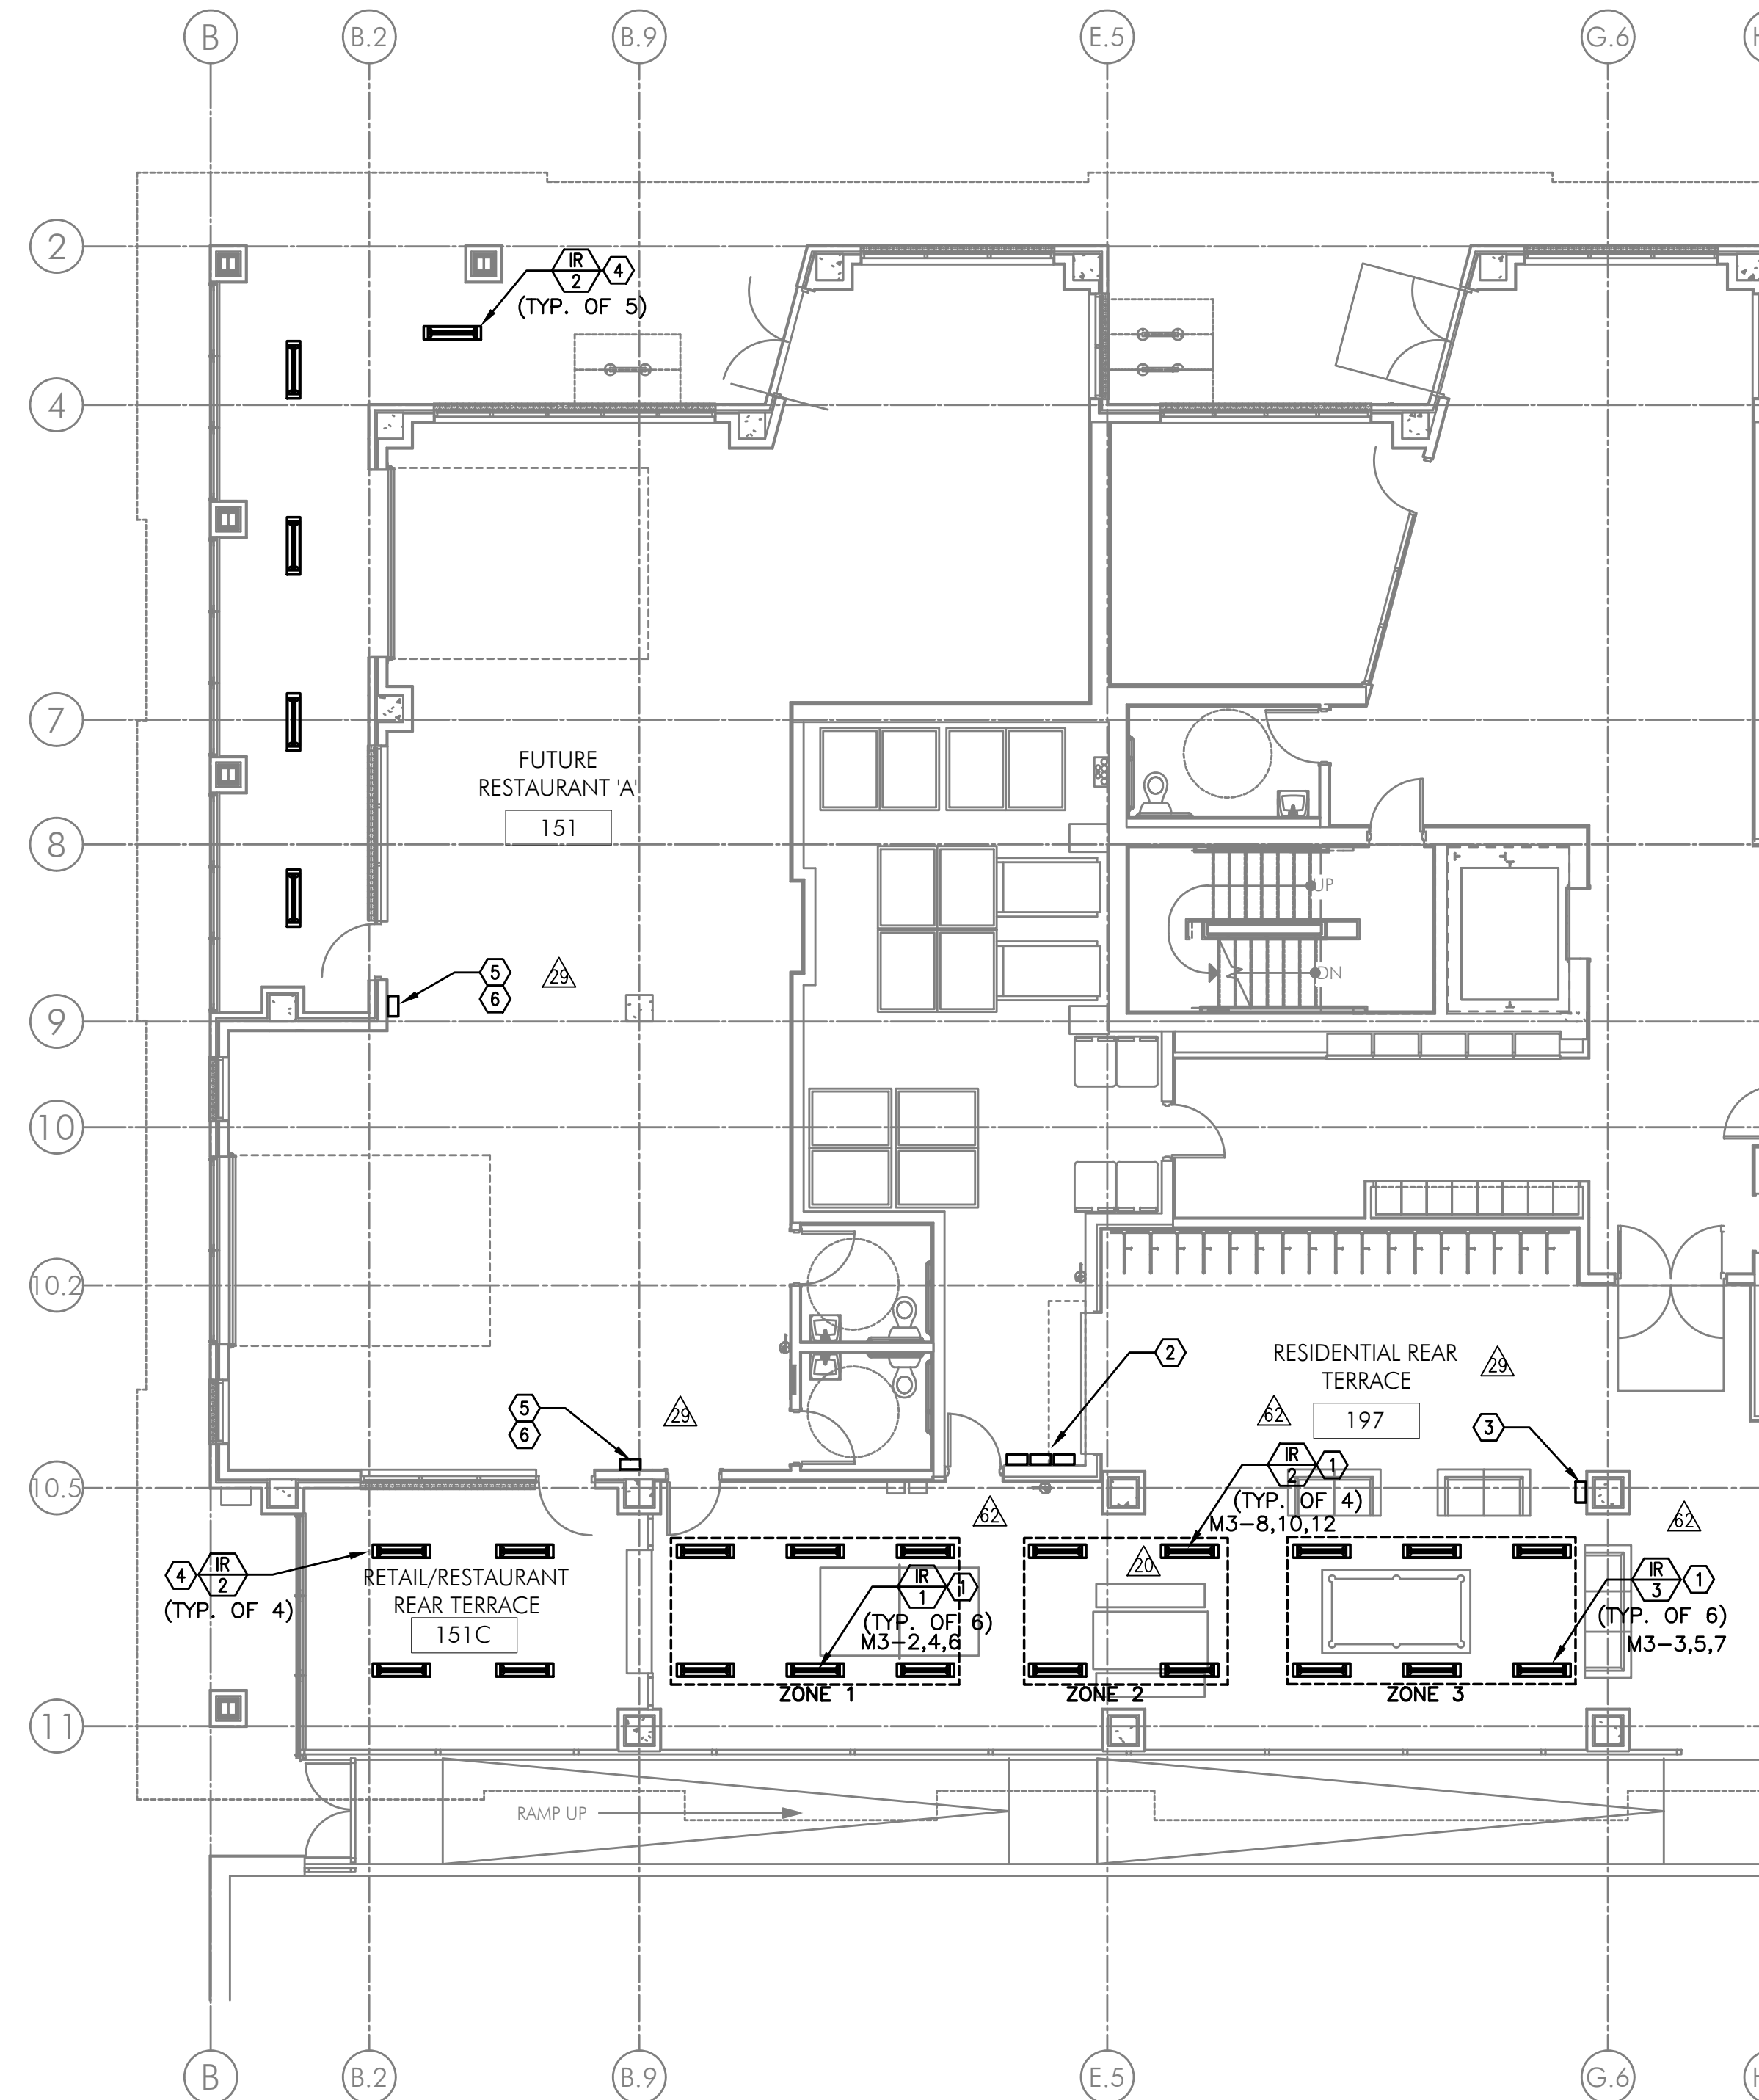 B
B.2
B.9
E.5
G.6
2
IR
2
4
(TYP. OF 5)
4
7
FUTURE
RESTAURANT 'A'
151
8
UP
DN
5
6
29
9
10
10.2
2
RESIDENTIAL REAR
TERRACE
29
197
62
3
5
6
29
10.5
IR
2
1
(TYP. OF 4)
M3-8,10,12
62
62
20
4
IR
2
(TYP. OF 4)
RETAIL/RESTAURANT
REAR TERRACE
151C
IR
1
1
(TYP. OF 6)
M3-2,4,6
IR
3
1
(TYP. OF 6)
M3-3,5,7
ZONE 1
ZONE 2
ZONE 3
11
RAMP UP
B
B.2
B.9
E.5
G.6